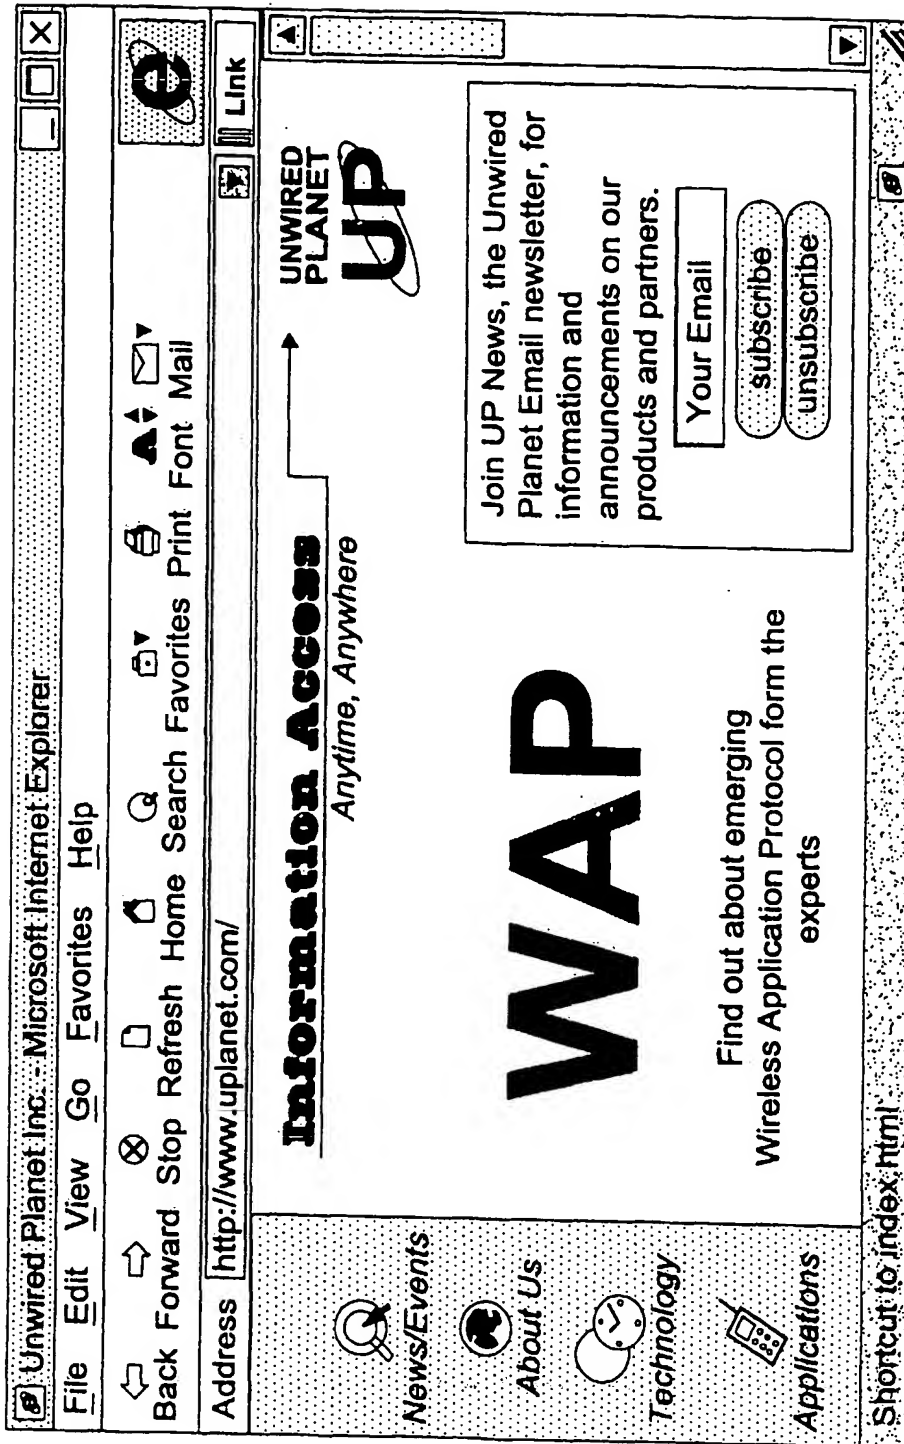 Unwired Planet Inc. - Microsoft Internet Explorer
File Edit View Go Favorites Help
Back Forward Stop Refresh Home Search Favorites Print Font Mail
Address http://www.uplanet.com/ Link
Information Access
Anytime, Anywhere
UNWIRED
PLANET
UP
News/Events
About Us
Technology
Applications
WAP
Find out about emerging
Wireless Application Protocol form the
experts
Join UP News, the Unwired
Planet Email newsletter, for
information and
announcements on our
products and partners.
Your Email
subscribe
unsubscribe
Shortcut to index.html